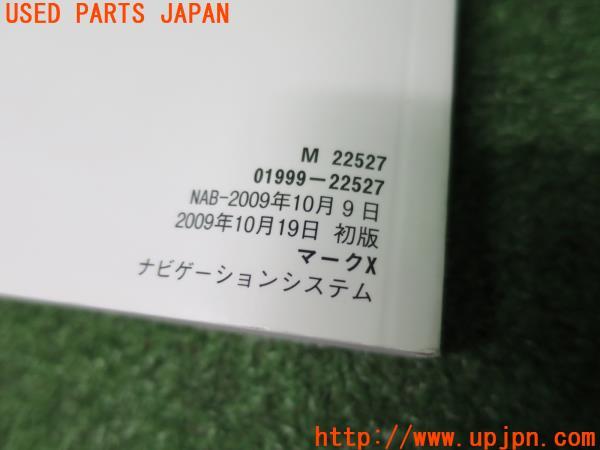 USED PARTS JAPAN
M 22527
01999-22527
NAB-2009年10月9日
2009年10月19日 初版
マークX
ナビゲーションシステム
http://www.upjpn.com